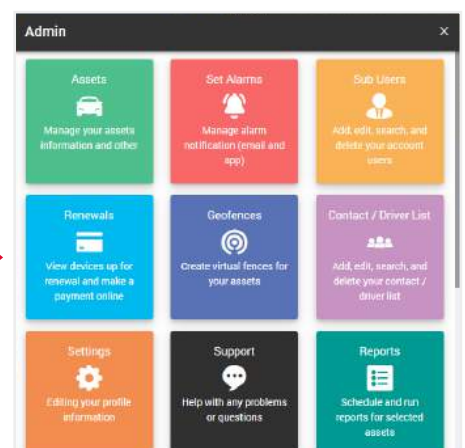 Admin
x
Assets
Manage your assets
information and other
Set Alarms
Manage alarm
notification (email and
app)
Sub Users
Add, edit, search, and
delete your account
users
Renewals
View devices up for
renewal and make a
payment online
Geofences
Create virtual fences for
your assets
Contact / Driver List
Add, edit, search, and
delete your contact /
driver list
Settings
Editing your profile
information
Support
Help with any problems
or questions
Reports
Schedule and run
reports for selected
assets